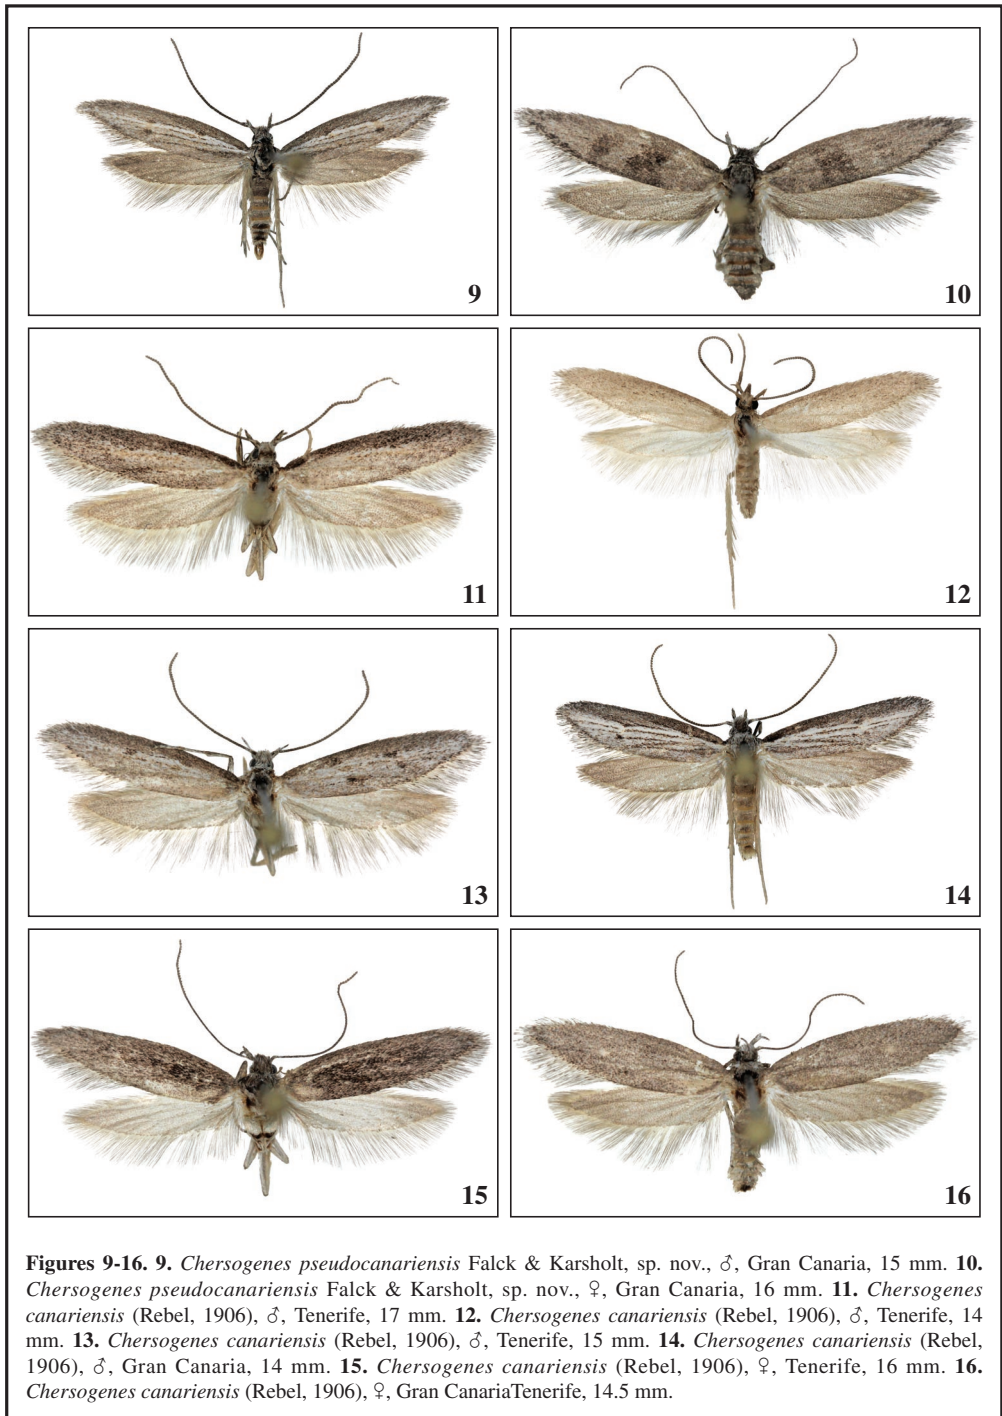 9
10
11
12
13
14
15
16
Figures 9-16. 9. Chersogenes pseudocanariensis Falck & Karsholt, sp. nov., ♂, Gran Canaria, 15 mm. 10.
Chersogenes pseudocanariensis Falck & Karsholt, sp. nov., ♀, Gran Canaria, 16 mm. 11. Chersogenes
canariensis (Rebel, 1906), ♂, Tenerife, 17 mm. 12. Chersogenes canariensis (Rebel, 1906), ♂, Tenerife, 14
mm. 13. Chersogenes canariensis (Rebel, 1906), ♂, Tenerife, 15 mm. 14. Chersogenes canariensis (Rebel,
1906), ♂, Gran Canaria, 14 mm. 15. Chersogenes canariensis (Rebel, 1906), ♀, Tenerife, 16 mm. 16.
Chersogenes canariensis (Rebel, 1906), ♀, Gran CanariaTenerife, 14.5 mm.